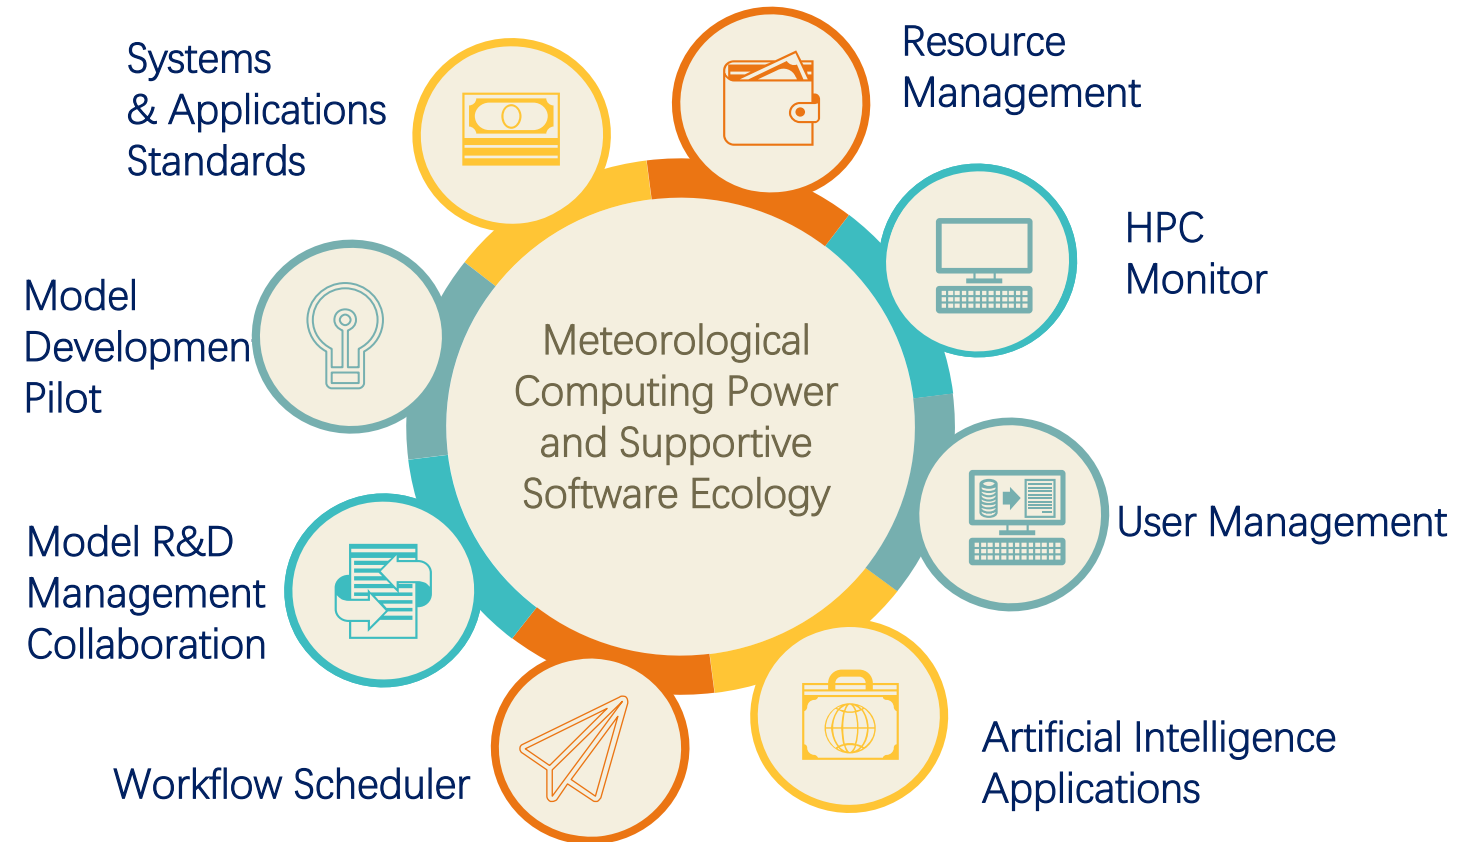 Systems
& Applications
Standards
Resource
Management
HPC
Monitor
Model
Developmen
Pilot
Meteorological
Computing Power
and Supportive
Software Ecology
User Management
Model R&D
Management
Collaboration
Artificial Intelligence
Applications
Workflow Scheduler